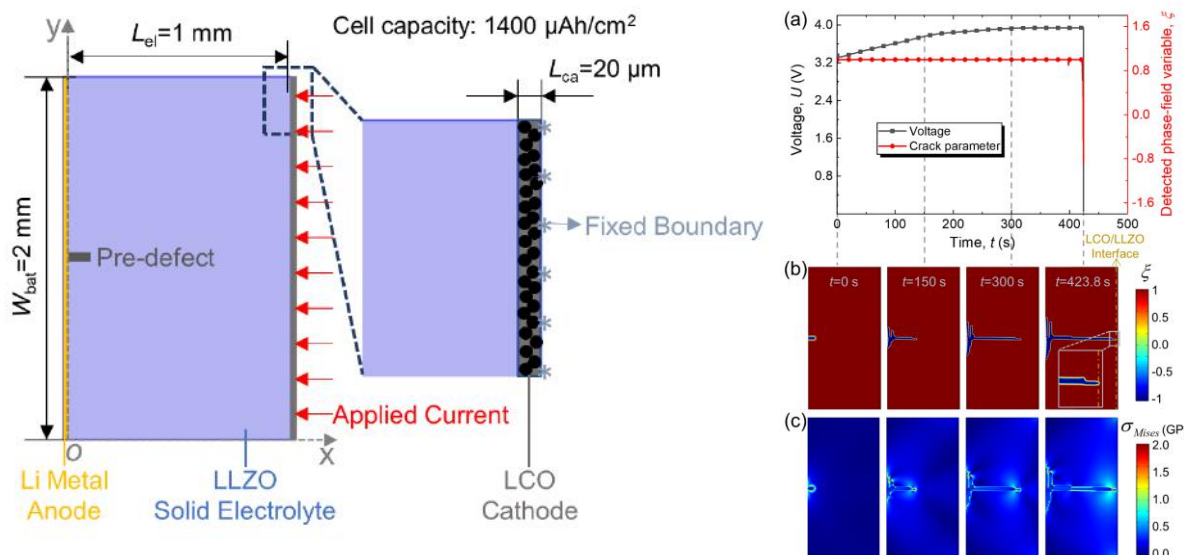 y
L_el=1 mm
Cell capacity: 1400 µAh/cm²
L_ca=20 µm
W_bat=2 mm
Pre-defect
Fixed Boundary
Applied Current
O
x
Li Metal
Anode
LLZO
Solid Electrolyte
LCO
Cathode
(a)
4.0
3.2
2.4
1.6
0.8
Voltage, U (V)
Voltage
Crack parameter
1.6
0.8
0.0
-0.8
-1.6
Detected phase-field variable, ξ
0
100
200
300
400
500
Time, t (s)
LCO/LLZO
Interface
(b)
t=0 s
t=150 s
t=300 s
t=423.8 s
ξ
1
0.5
0.0
-0.5
-1
(c)
σ_Mises (GP
2.0
1.5
1.0
0.5
0.0